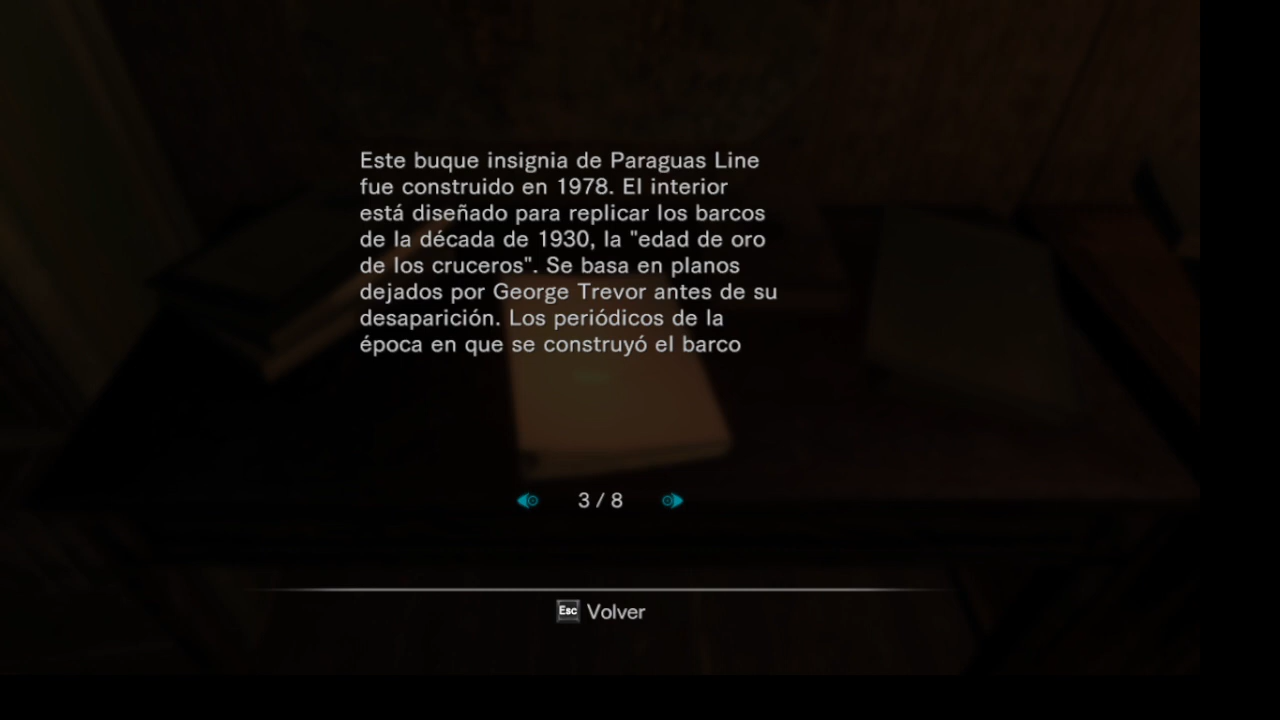 Este buque insignia de Paraguas Line
fue construido en 1978. El interior
está diseñado para replicar los barcos
de la década de 1930, la "edad de oro
de los cruceros". Se basa en planos
dejados por George Trevor antes de su
desaparición. Los periódicos de la
época en que se construyó el barco
3 / 8
Esc Volver